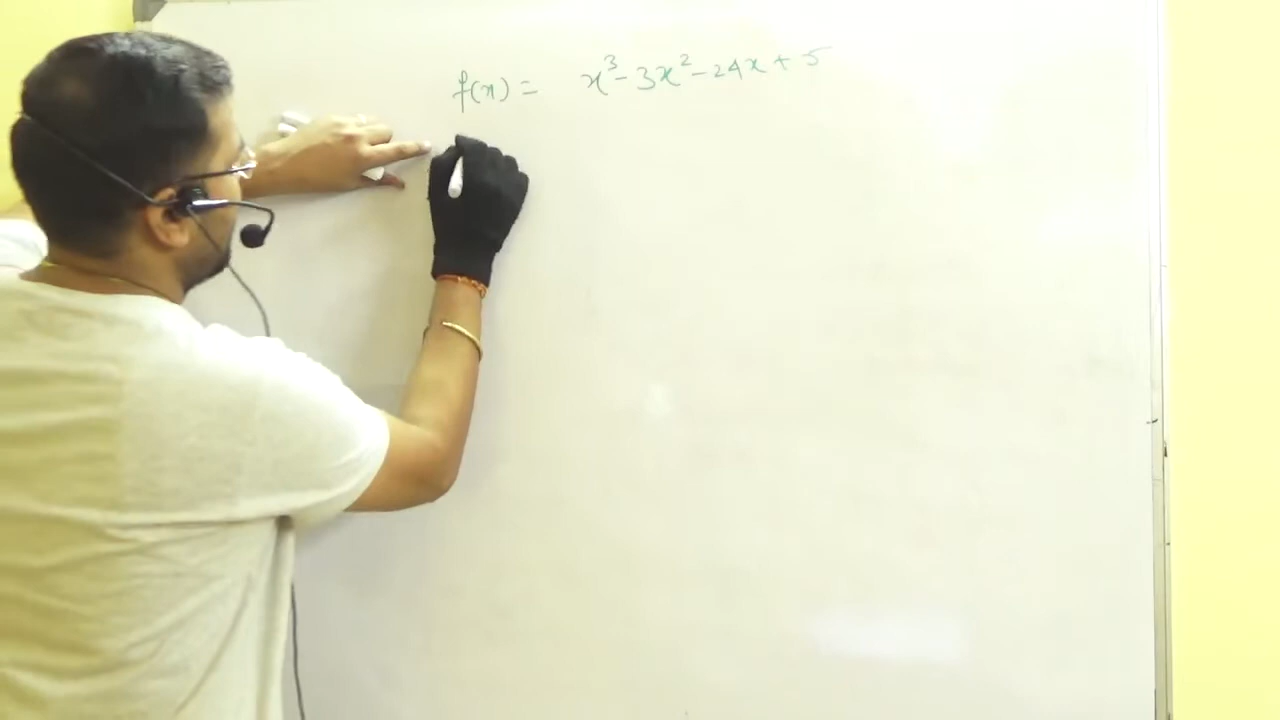 f(x) = x³-3x²-24x+5